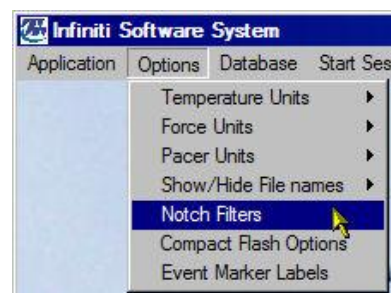 Infiniti Software System
Application Options Database Start Ses
Temperature Units
Force Units
Pacer Units
Show/Hide File names
Notch Filters
Compact Flash Options
Event Marker Labels